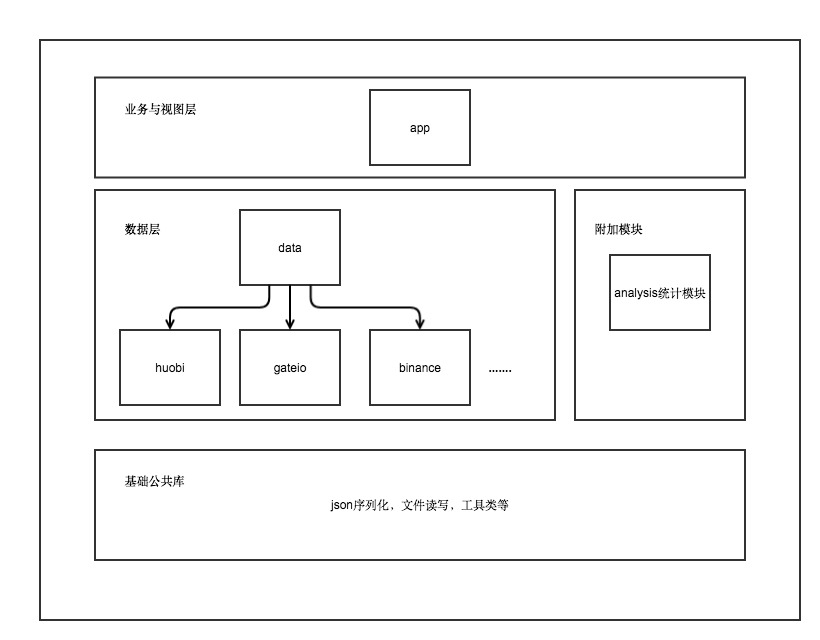 业务与视图层
app
数据层
data
附加模块
analysis统计模块
huobi
gateio
binance
.......
基础公共库
json序列化，文件读写，工具类等